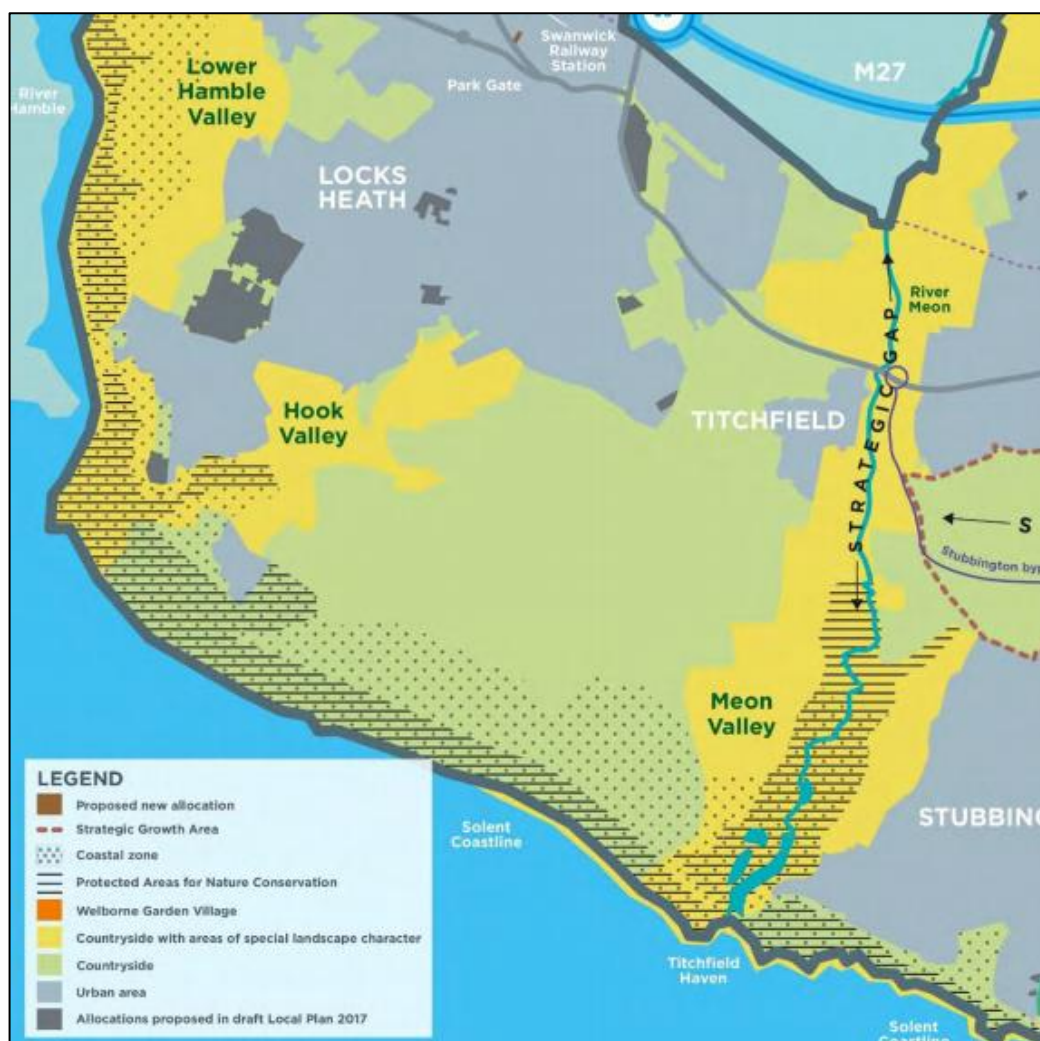 Lower
Hamble
Valley
River
Hamble
Park Gate
Swanwick
Railway
Station
M27
LOCKS
HEATH
River
Meon
Hook
Valley
TITCHFIELD
STRATEGIC GAP
S
Stubbington byp
Meon
Valley
STUBBING
Solent
Coastline
Titchfield
Haven
Solent
Coastline
LEGEND
Proposed new allocation
Strategic Growth Area
Coastal zone
Protected Areas for Nature Conservation
Welborne Garden Village
Countryside with areas of special landscape character
Countryside
Urban area
Allocations proposed in draft Local Plan 2017